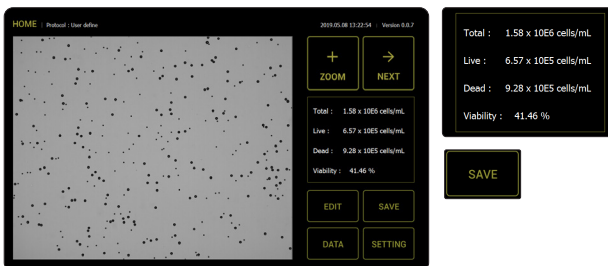 HOME | Protocol : User define
2019.05.08 13:22:54 | Version 0.0.7
+
ZOOM
→
NEXT
Total : 1.58 x 10E6 cells/mL
Live : 6.57 x 10E5 cells/mL
Dead : 9.28 x 10E5 cells/mL
Viability : 41.46 %
EDIT
SAVE
DATA
SETTING
Total : 1.58 x 10E6 cells/mL
Live : 6.57 x 10E5 cells/mL
Dead : 9.28 x 10E5 cells/mL
Viability : 41.46 %
SAVE